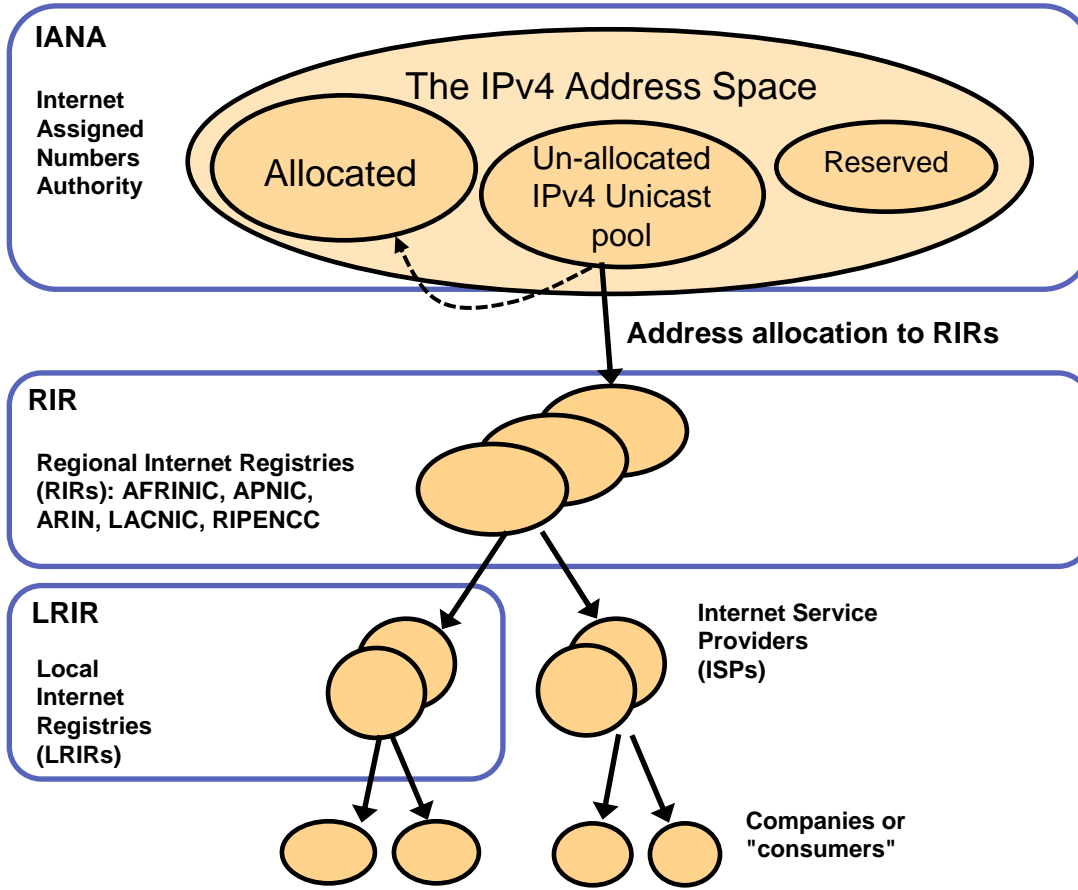 IANA
Internet
Assigned
Numbers
Authority
The IPv4 Address Space
Allocated
Un-allocated
IPv4 Unicast
pool
Reserved
Address allocation to RIRs
RIR
Regional Internet Registries
(RIRs): AFRINIC, APNIC,
ARIN, LACNIC, RIPENCC
LRIR
Local
Internet
Registries
(LRIRs)
Internet Service
Providers
(ISPs)
Companies or
"consumers"